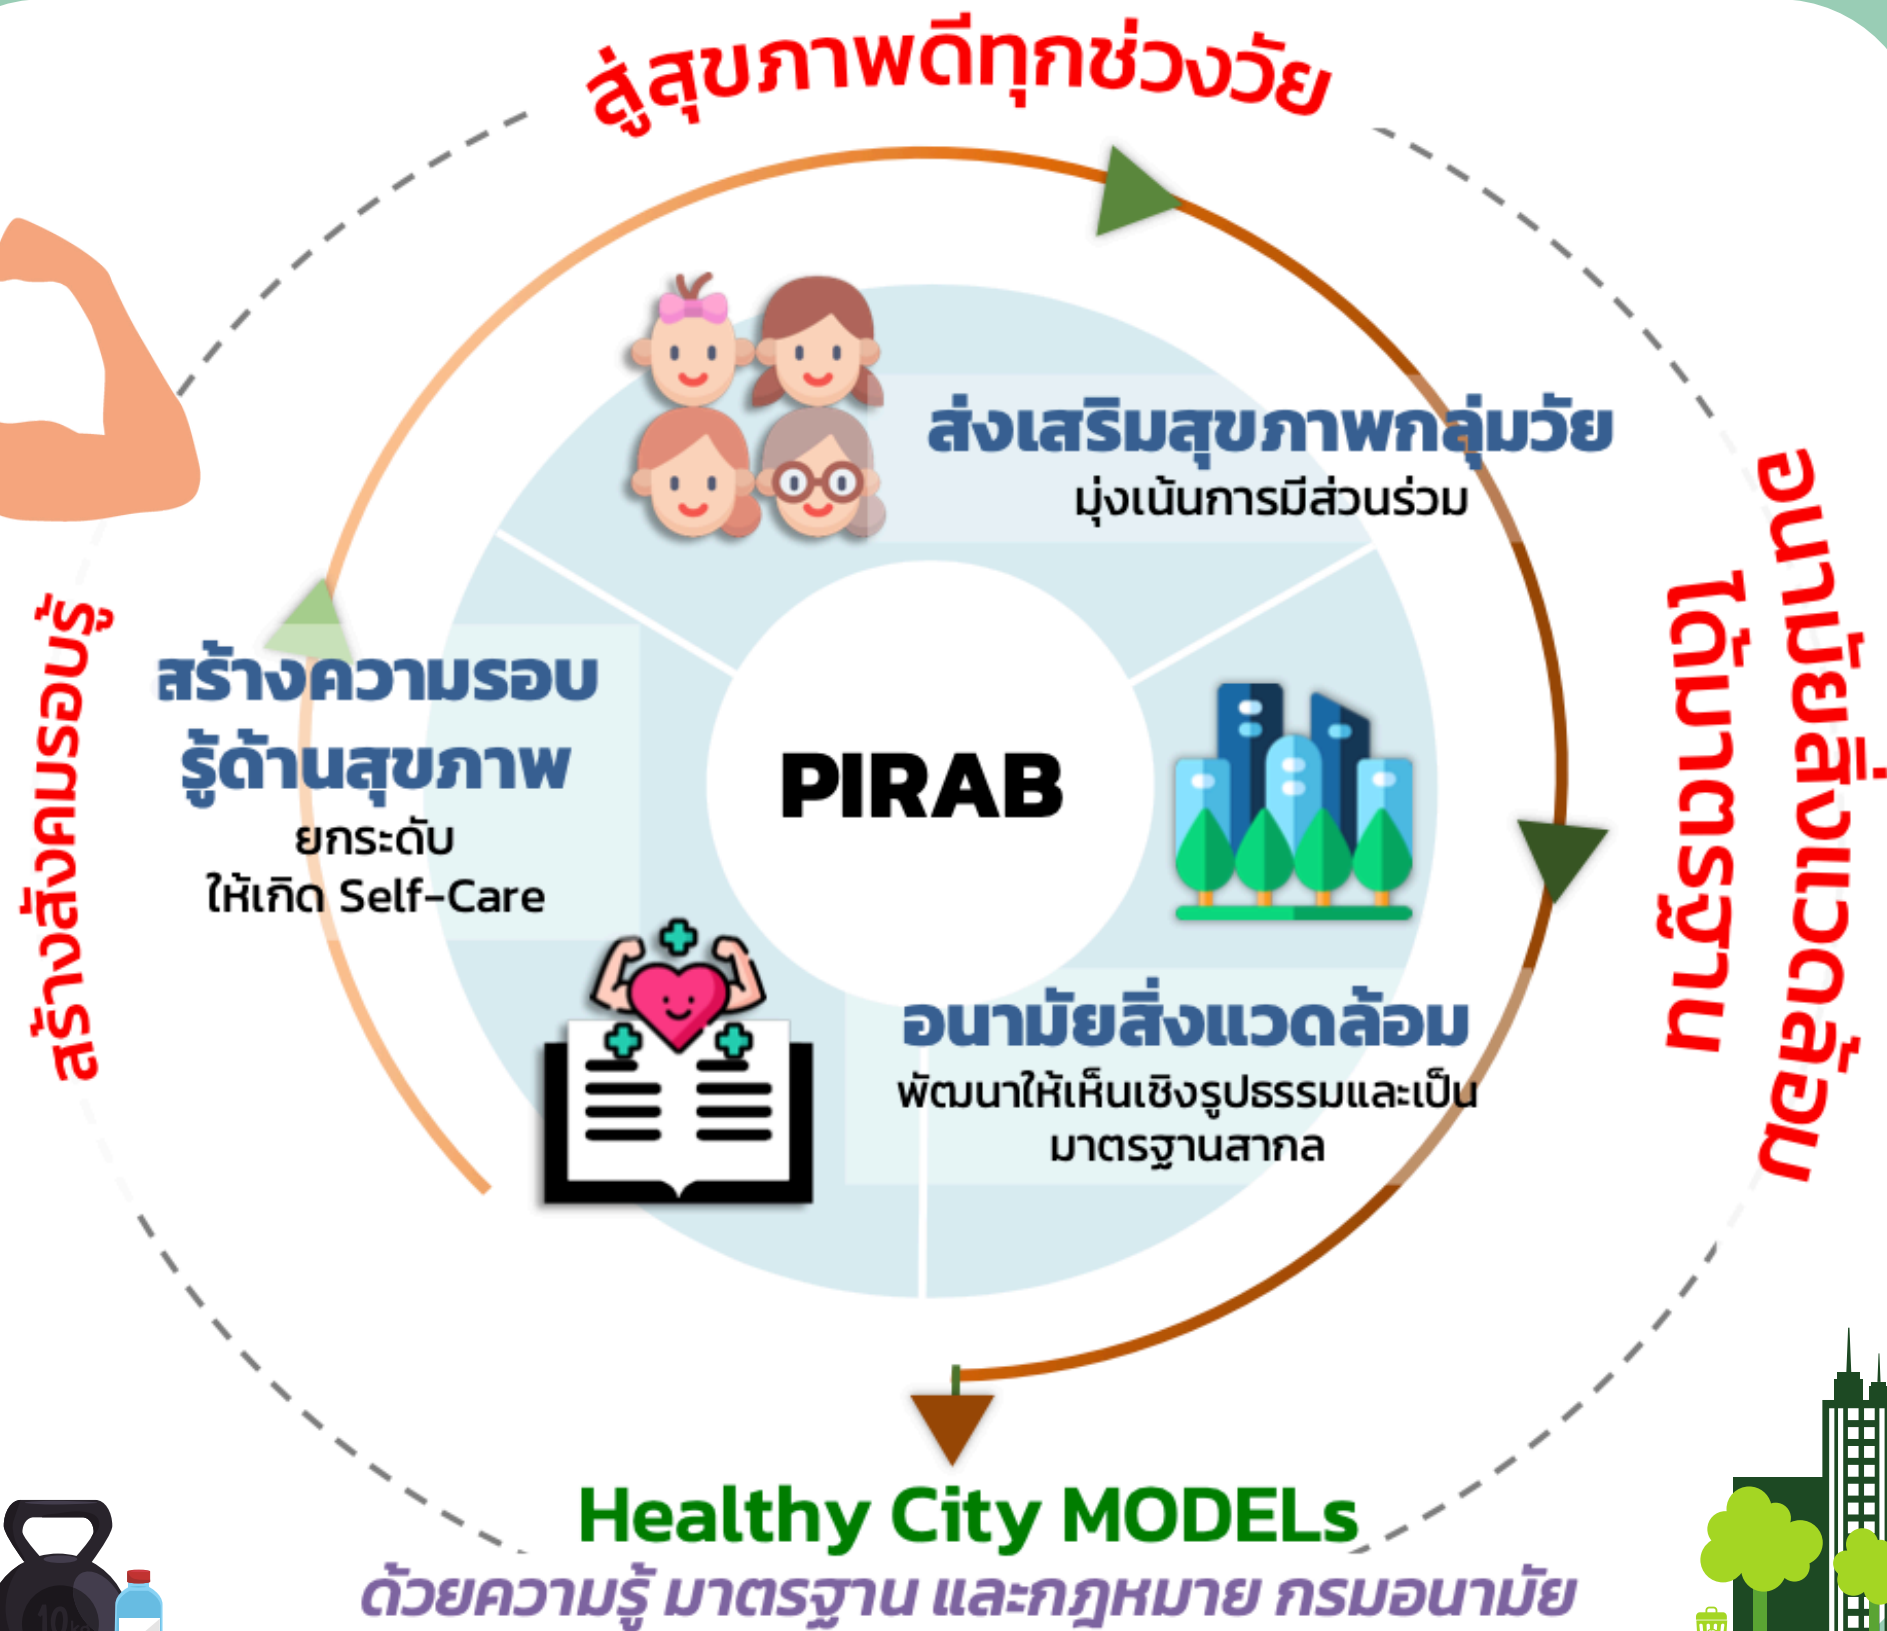 สู่สุขภาพดีทุกช่วงวัย
ส่งเสริมสุขภาพกลุ่มวัย
มุ่งเน้นการมีส่วนร่วม
อนามัยสิ่งแวดล้อม
ได้มาตรฐาน
สร้างสังคมรอบรู้
สร้างความรอบ
รู้ด้านสุขภาพ
ยกระดับ
ให้เกิด Self-Care
PIRAB
อนามัยสิ่งแวดล้อม
พัฒนาให้เห็นเชิงรูปธรรมและเป็น
มาตรฐานสากล
Healthy City MODELs
ด้วยความรู้ มาตรฐาน และกฎหมาย กรมอนามัย
10